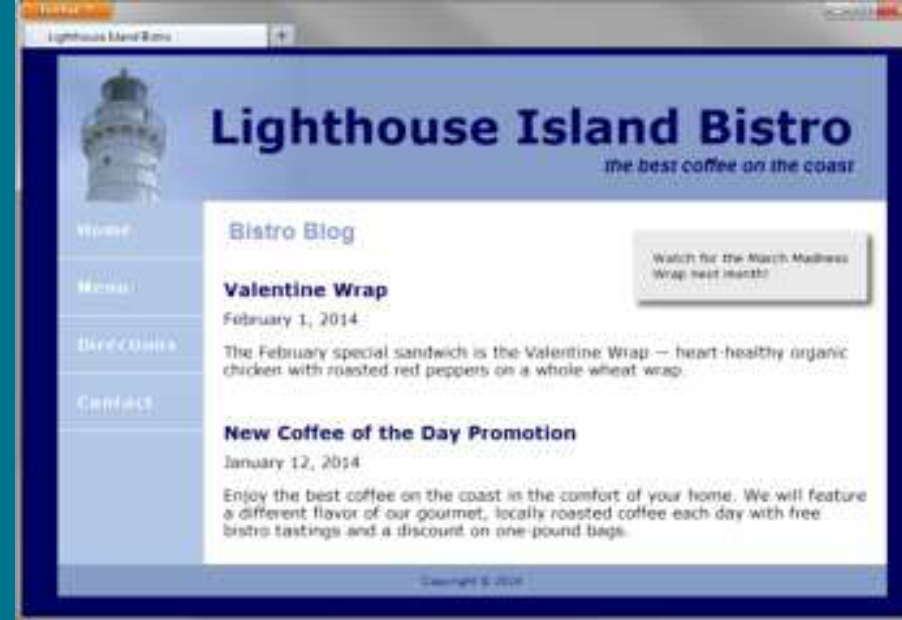 Lighthouse Island Bistro
Lighthouse Island Bistro
the best coffee on the coast
Home
Menu
Directions
Contact
Bistro Blog
Watch for the March Madness
Wrap next month!
Valentine Wrap
February 1, 2014
The February special sandwich is the Valentine Wrap — heart-healthy organic
chicken with roasted red peppers on a whole wheat wrap.
New Coffee of the Day Promotion
January 12, 2014
Enjoy the best coffee on the coast in the comfort of your home. We will feature
a different flavor of our gourmet, locally roasted coffee each day with free
bistro tastings and a discount on one-pound bags.
Copyright © 2014